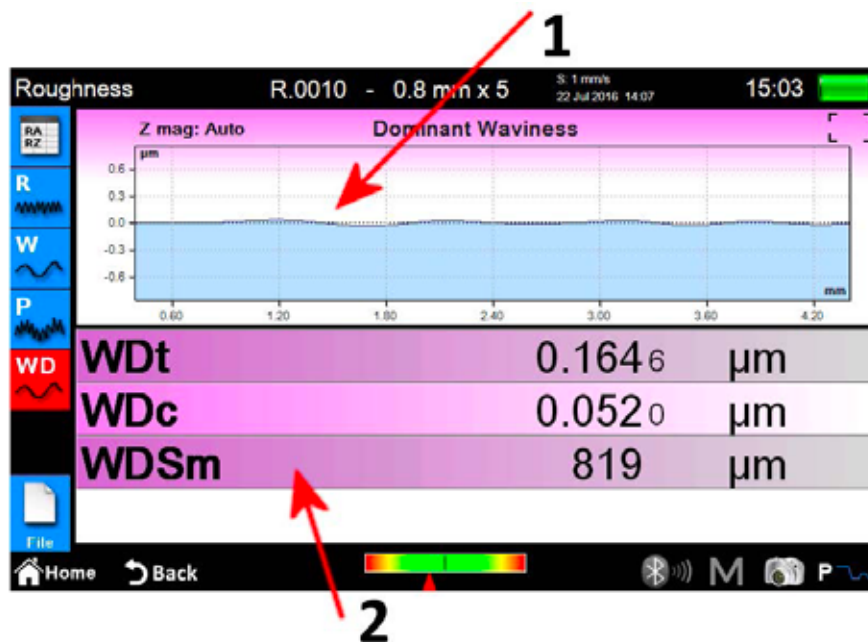 1
Roughness R.0010 - 0.8 mm x 5 S: 1 mm/s 15:03
22 Jul 2016 14:07
RA
RZ
Z mag: Auto Dominant Waviness
µm
0.6
0.3
0.0
-0.3
-0.6
mm
0.60 1.20 1.80 2.40 3.00 3.60 4.20
R
W
P
WD
WDt 0.1646 µm
WDc 0.0520 µm
WDSm 819 µm
File
Home Back M P
2